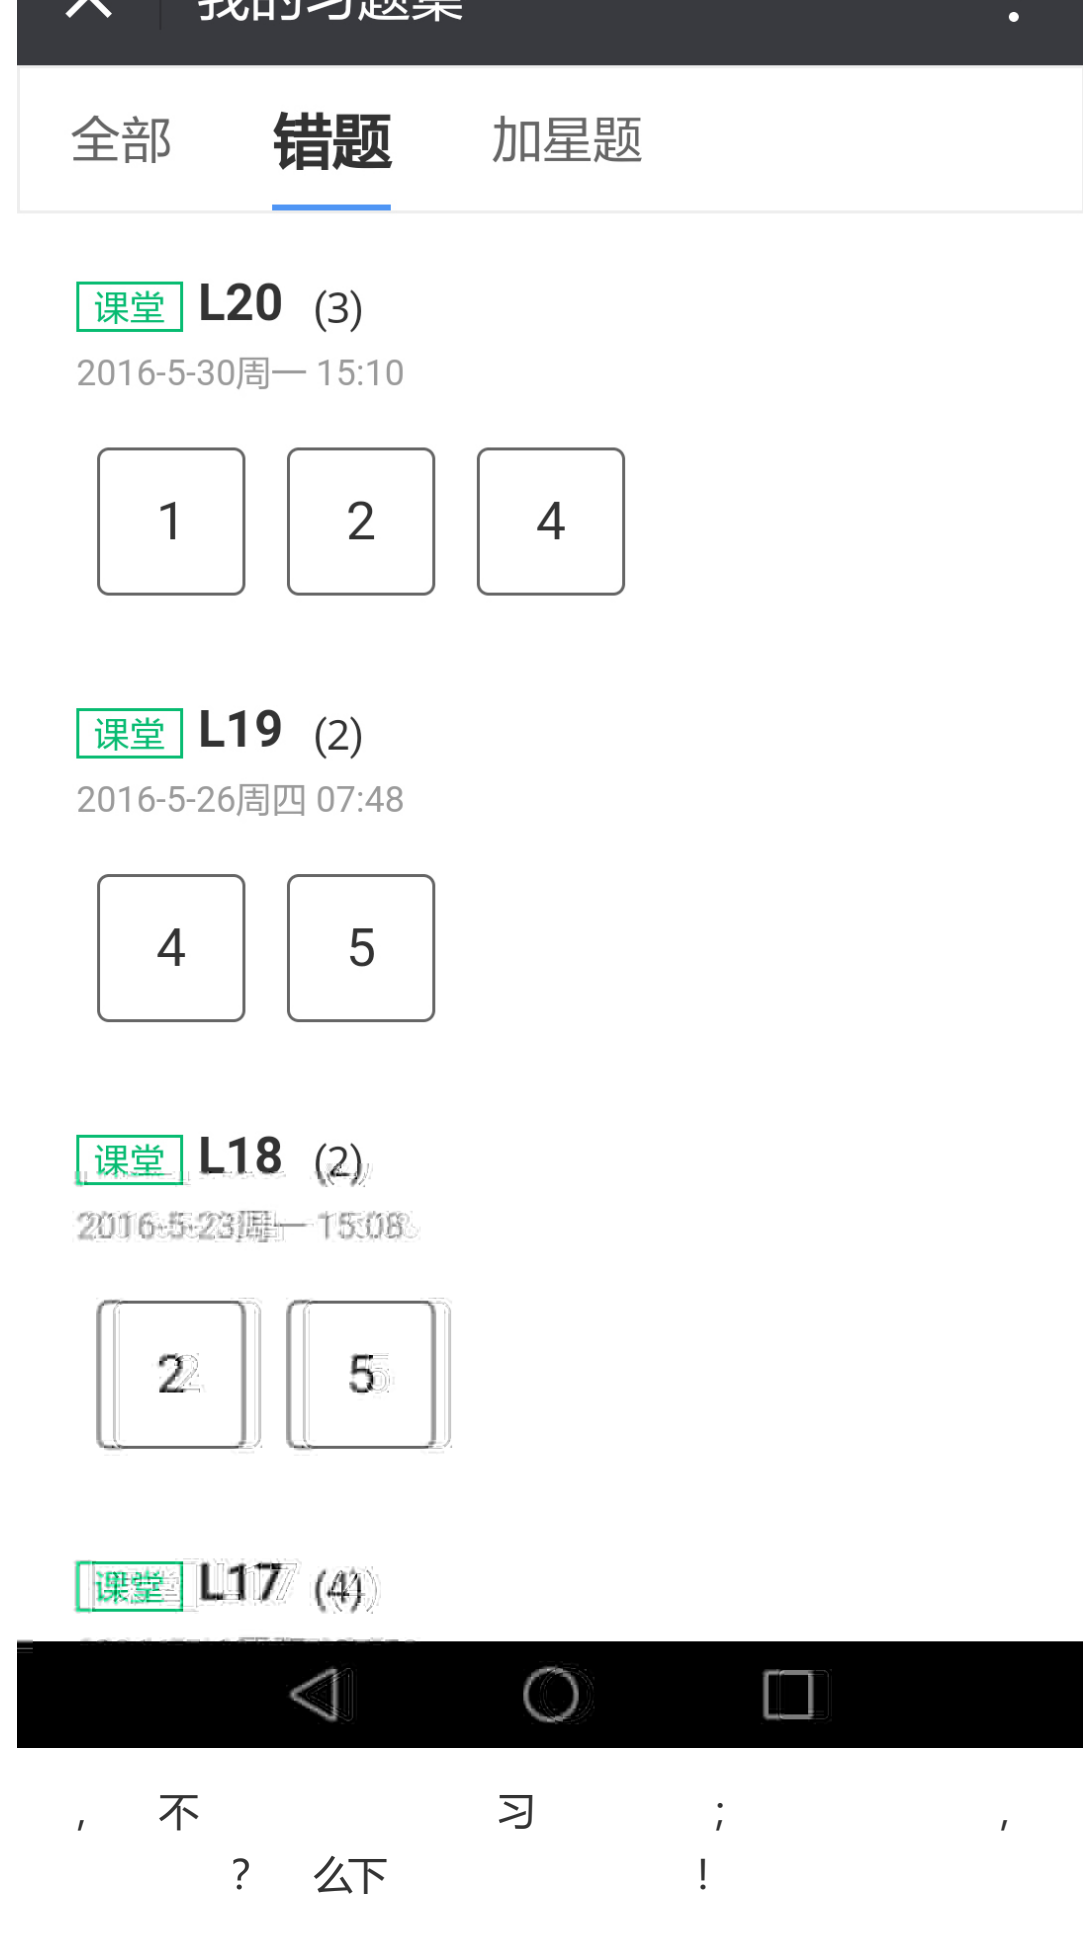 我的习题集
全部 错题 加星题
课堂 L20 (3)
2016-5-30周一 15:10
1 2 4
课堂 L19 (2)
2016-5-26周四 07:48
4 5
课堂 L18 (2)
2016-5-23周一 15:08
2 5
课堂 L17 (4)
, 不 习 ; ,
? 么下 !